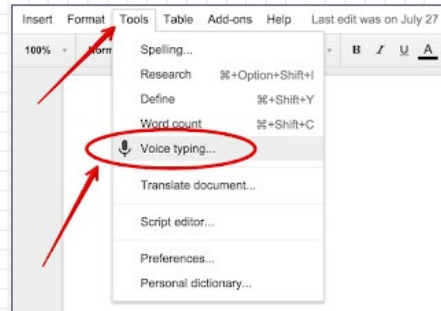 Insert Format Tools Table Add-ons Help Last edit was on July 27
100% Norm B I U A
Spelling...
Research ⌘+Option+Shift+I
Define ⌘+Shift+Y
Word count ⌘+Shift+C
Voice typing...
Translate document...
Script editor...
Preferences...
Personal dictionary...